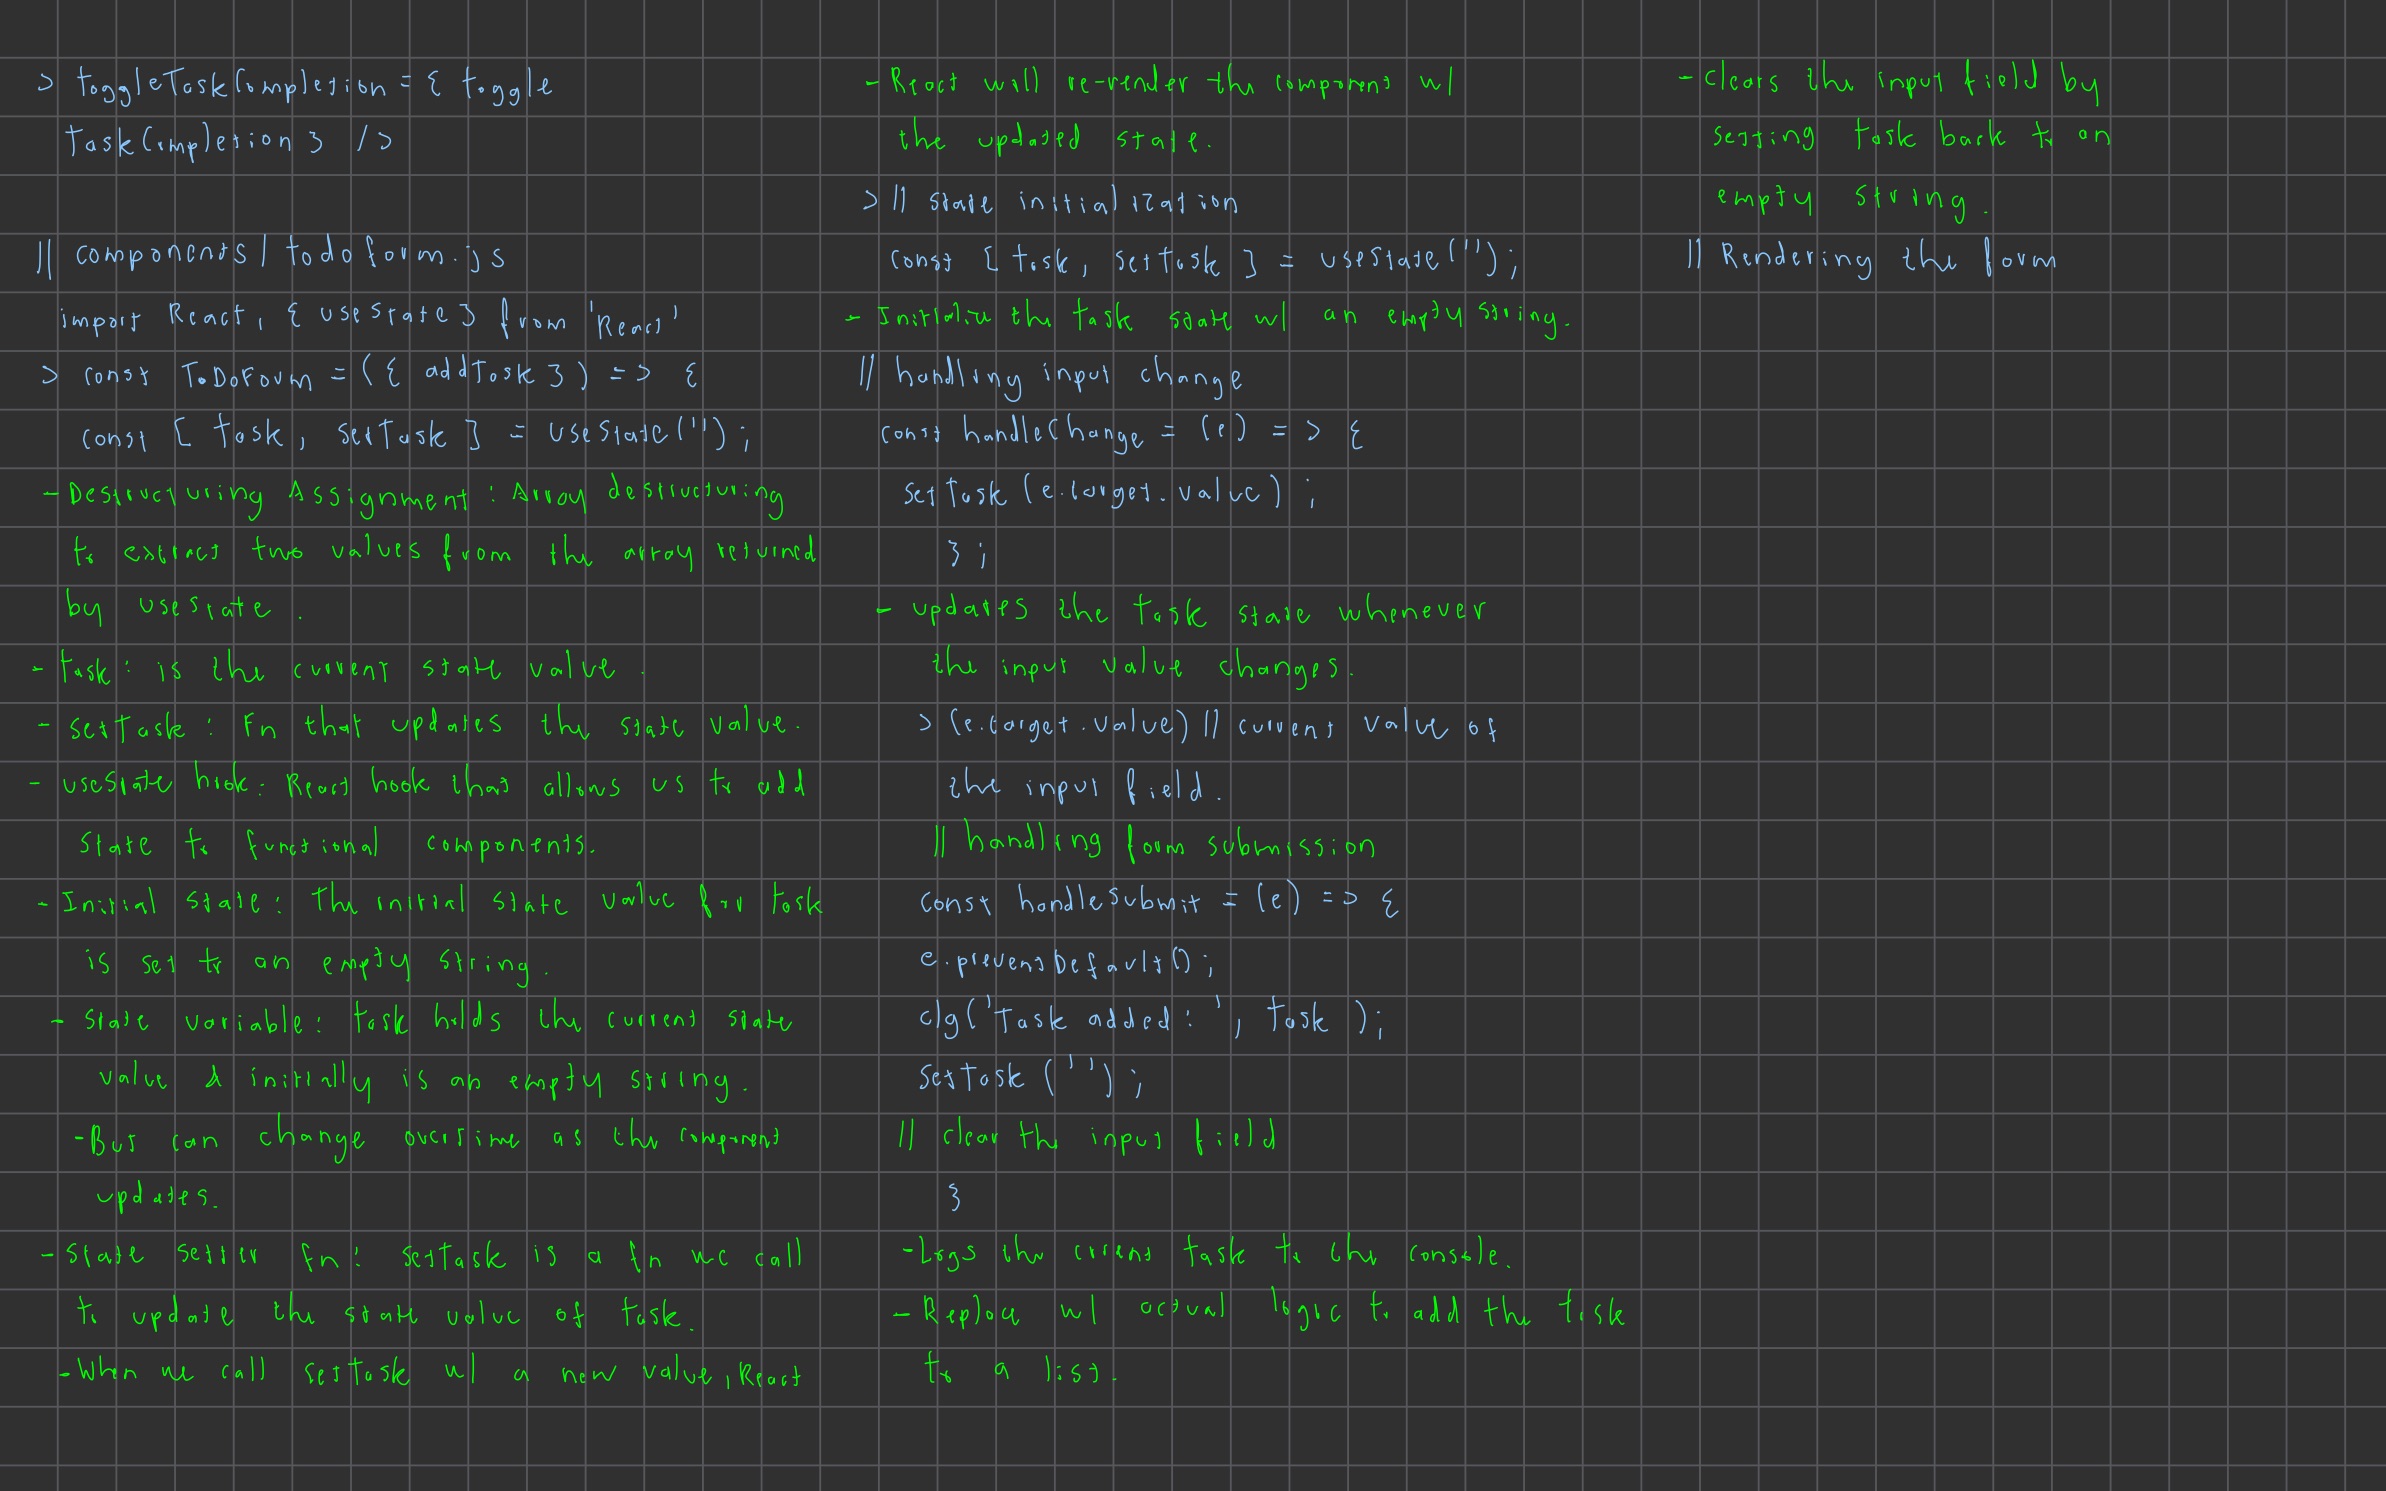 > toggleTaskCompletion = { toggle
TaskCompletion } />
// components/todoform.js
import React, { useState } from 'React'
> const ToDoForm = ({ addTask }) => {
const [ task, setTask ] = useState('');
- Destructuring Assignment : Array destructuring
to extract two values from the array returned
by usestate .
- task : is the current state value .
- setTask : Fn that updates the state value.
- useState hook : React hook that allows us to add
state to functional components.
- Initial state : The initial state value for task
is set to an empty string.
- State variable : task holds the current state
value & initially is an empty string.
- But can change overtime as the component
updates.
- State setter fn : setTask is a fn we call
to update the state value of task.
- When we call setTask w/ a new value, React
- React will re-render the component w/
the updated state.
> // state initialization
const [ task, setTask ] = useState('');
- Initialize the task state w/ an empty string.
// handling input change
const handleChange = (e) => {
setTask (e.target.value) ;
} ;
- updates the task state whenever
the input value changes.
> (e.target.value) // current value of
the input field.
// handling form submission
const handleSubmit = (e) => {
e.preventDefault();
clg('Task added: ', task );
setTask ('') ;
// clear the input field
}
- Logs the current task to the console.
- Replace w/ actual logic to add the task
to a list.
- Clears the input field by
setting task back to an
empty string.
// Rendering the form